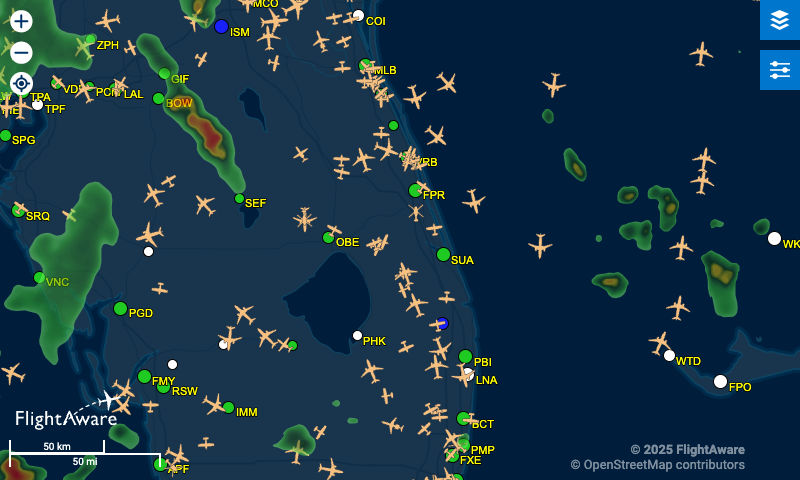 MCO
COI
ISM
ZPH
MLB
GIF
VD
PCM
LAL
TPA
BOW
TPF
SPG
VRB
FPR
SEF
SRQ
OBE
WK
SUA
VNC
PGD
PHK
PBI
WTD
LNA
FMY
RSW
FPO
IMM
FlightAware
BCT
50 km
PMP
© 2025 FlightAware
50 mi
FXE
© OpenStreetMap contributors
APF